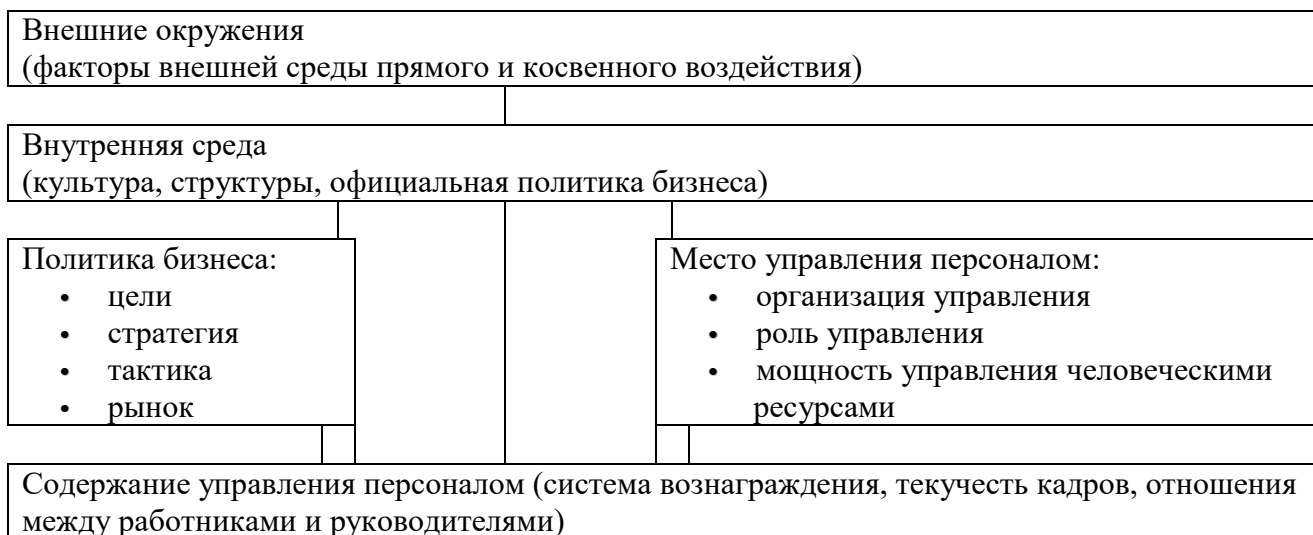 Внешние окружения
(факторы внешней среды прямого и косвенного воздействия)
Внутренняя среда
(культура, структуры, официальная политика бизнеса)
Политика бизнеса:
• цели
• стратегия
• тактика
• рынок
Место управления персоналом:
• организация управления
• роль управления
• мощность управления человеческими
ресурсами
Содержание управления персоналом (система вознаграждения, текучесть кадров, отношения
между работниками и руководителями)